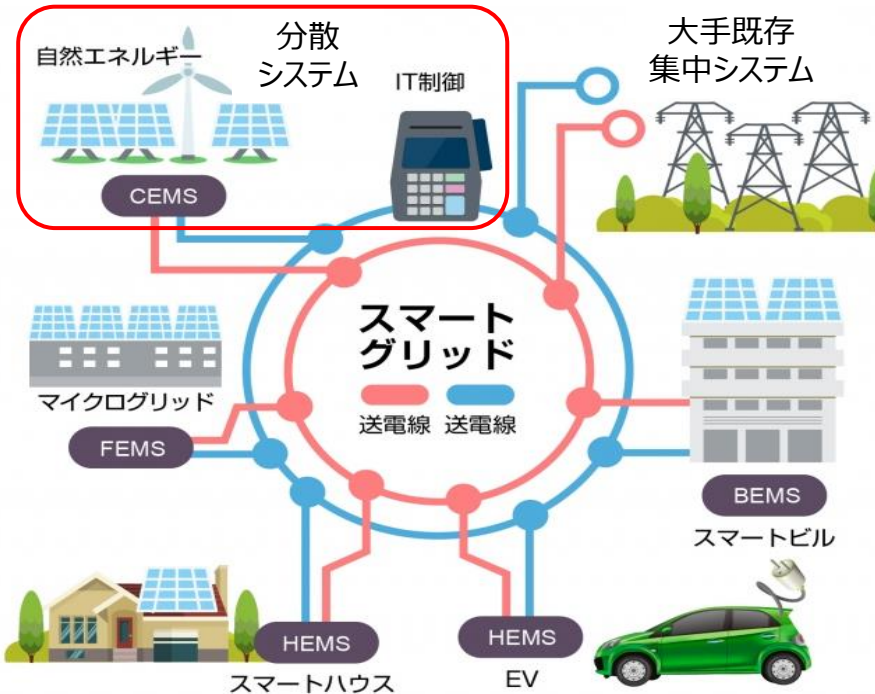 自然エネルギー
分散
システム
IT制御
大手既存
集中システム
CEMS
スマート
グリッド
送電線 送電線
マイクログリッド
FEMS
BEMS
スマートビル
HEMS
スマートハウス
HEMS
EV